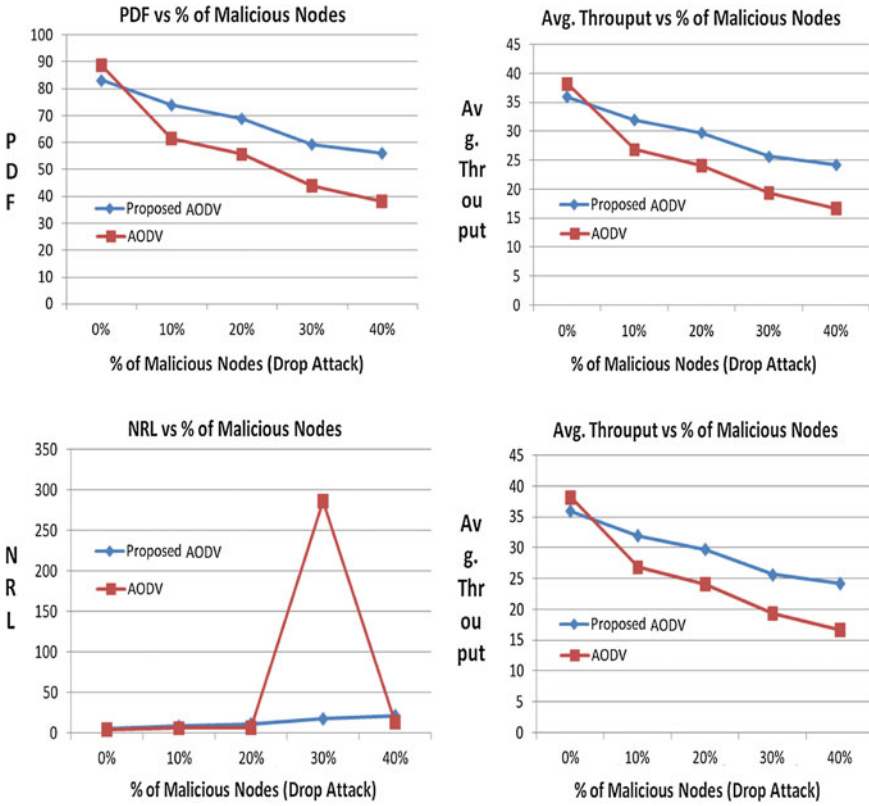 PDF vs % of Malicious Nodes
100
90
80
70
60
50
40
30
20
10
0
P
D
F
Proposed AODV
AODV
0% 10% 20% 30% 40%
% of Malicious Nodes (Drop Attack)
Avg. Throuput vs % of Malicious Nodes
45
40
35
30
25
20
15
10
5
0
Av
g.
Thr
ou
put
Proposed AODV
AODV
0% 10% 20% 30% 40%
% of Malicious Nodes (Drop Attack)
NRL vs % of Malicious Nodes
350
300
250
200
150
100
50
0
N
R
L
Proposed AODV
AODV
0% 10% 20% 30% 40%
% of Malicious Nodes (Drop Attack)
Avg. Throuput vs % of Malicious Nodes
45
40
35
30
25
20
15
10
5
0
Av
g.
Thr
ou
put
Proposed AODV
AODV
0% 10% 20% 30% 40%
% of Malicious Nodes (Drop Attack)